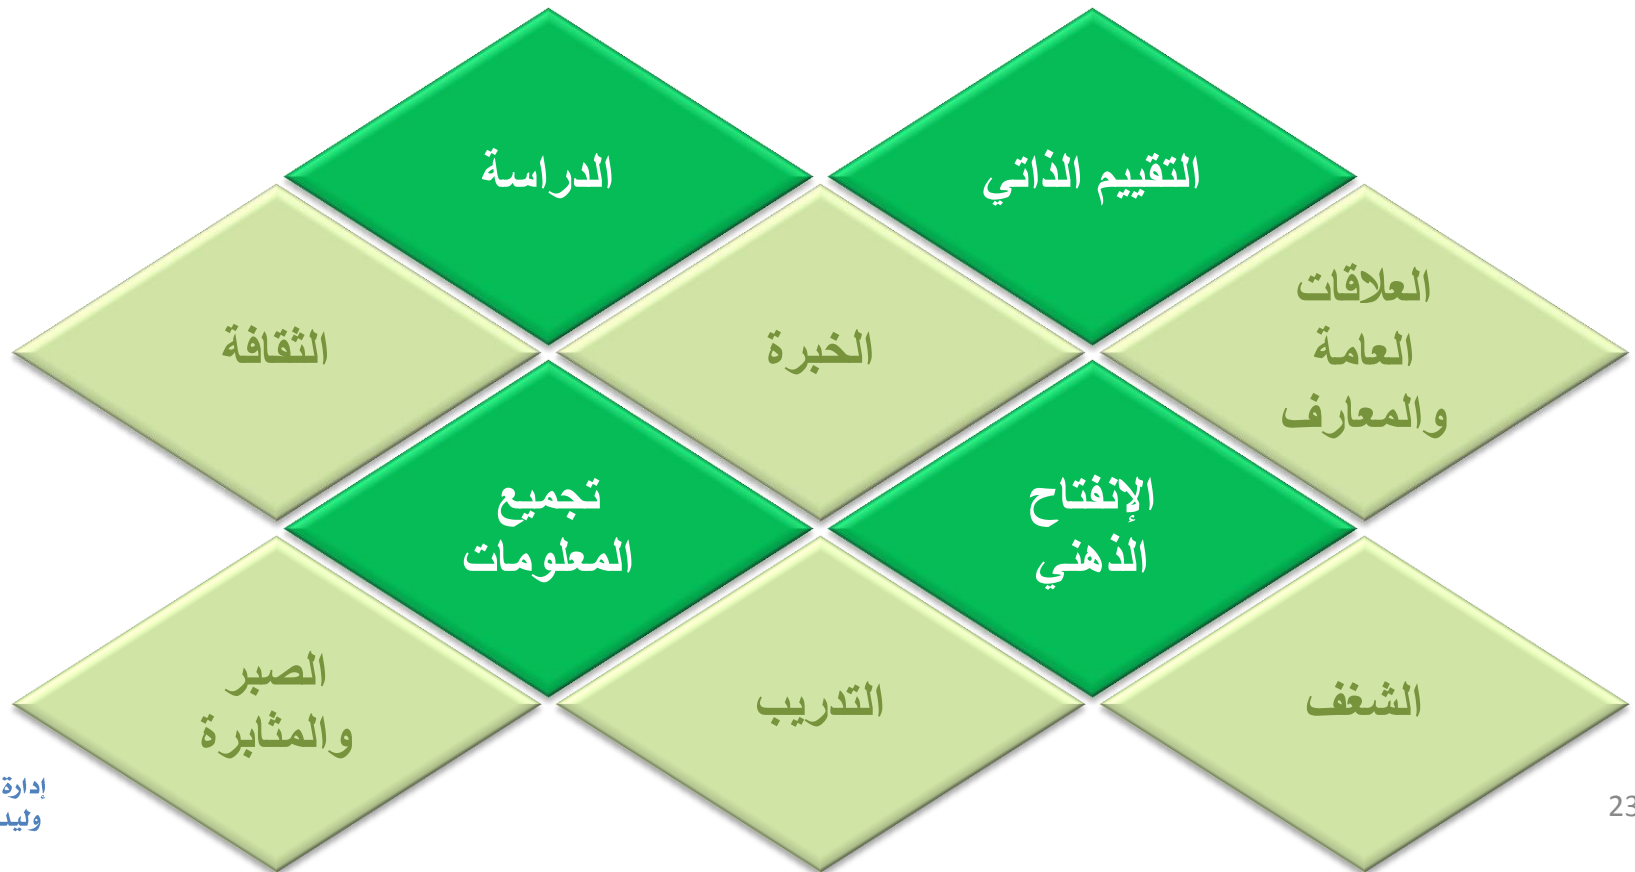 التقييم الذاتي
الدراسة
العلاقات
العامة
والمعارف
الخبرة
الثقافة
الإنفتاح
الذهني
تجميع
المعلومات
الشغف
التدريب
الصبر
والمثابرة
إدارة
وليد
23